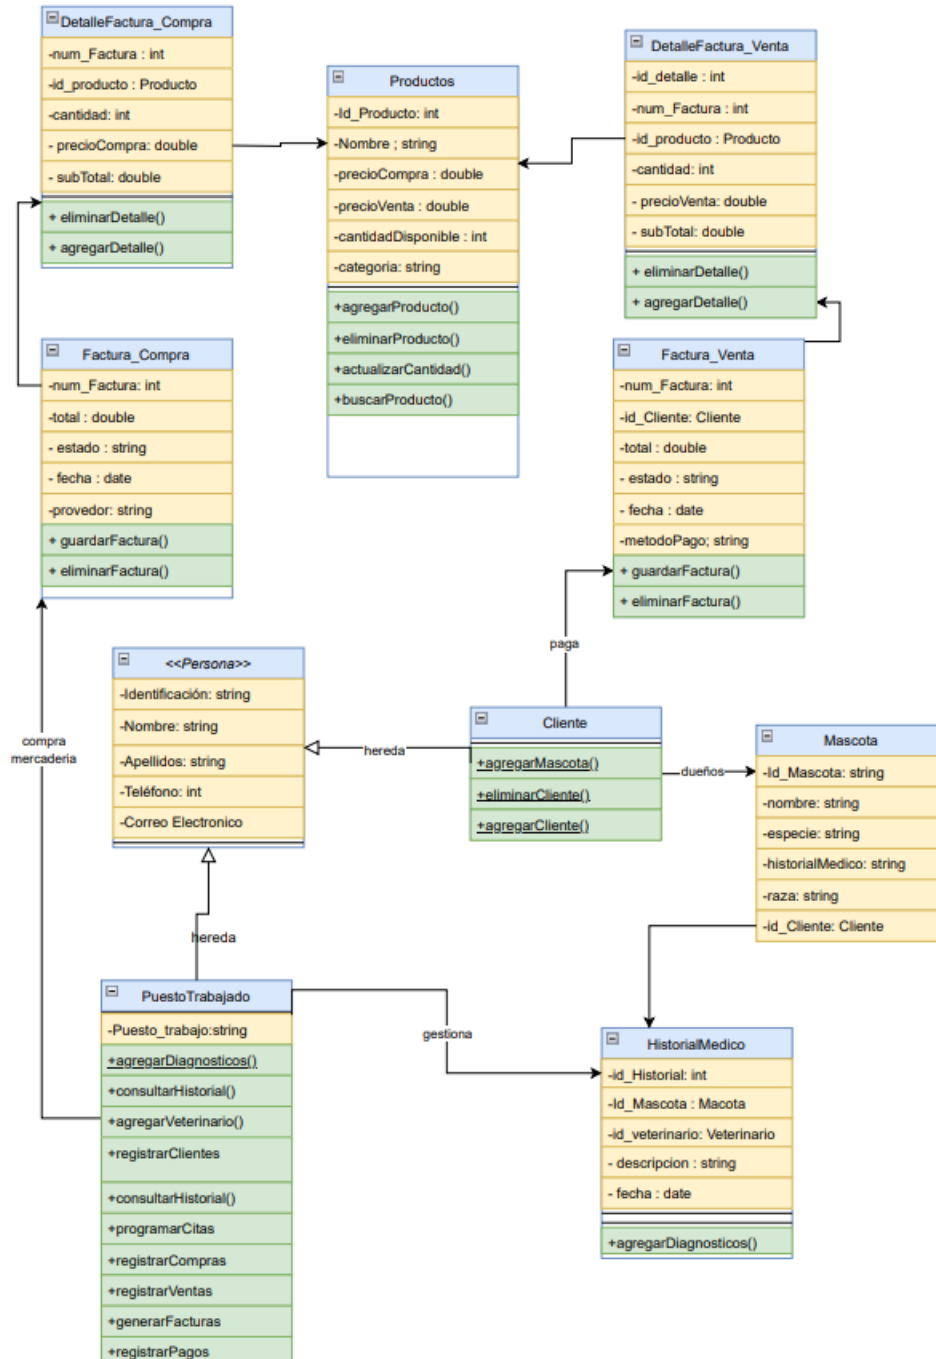 DetalleFactura_Compra
-num_Factura : int
-id_producto : Producto
-cantidad: int
- precioCompra: double
- subTotal: double
+ eliminarDetalle()
+ agregarDetalle()
Productos
-Id_Producto: int
-Nombre ; string
-precioCompra : double
-precioVenta : double
-cantidadDisponible : int
-categoria: string
+agregarProducto()
+eliminarProducto()
+actualizarCantidad()
+buscarProducto()
DetalleFactura_Venta
-id_detalle : int
-num_Factura : int
-id_producto : Producto
-cantidad: int
- precioVenta: double
- subTotal: double
+ eliminarDetalle()
+ agregarDetalle()
Factura_Compra
-num_Factura: int
-total : double
- estado : string
- fecha : date
-provedor: string
+ guardarFactura()
+ eliminarFactura()
Factura_Venta
-num_Factura: int
-id_Cliente: Cliente
-total : double
- estado : string
- fecha : date
-metodoPago; string
+ guardarFactura()
+ eliminarFactura()
paga
compra
mercaderia
<<Persona>>
-Identificación: string
-Nombre: string
-Apellidos: string
-Teléfono: int
-Correo Electronico
hereda
Cliente
+agregarMascota()
+eliminarCliente()
+agregarCliente()
dueños
Mascota
-Id_Mascota: string
-nombre: string
-especie: string
-historialMedico: string
-raza: string
-id_Cliente: Cliente
hereda
PuestoTrabajado
-Puesto_trabajo:string
+agregarDiagnosticos()
+consultarHistorial()
+agregarVeterinario()
+registrarClientes
+consultarHistorial()
+programarCitas
+registrarCompras
+registrarVentas
+generarFacturas
+registrarPagos
gestiona
HistorialMedico
-id_Historial: int
-Id_Mascota : Macota
-id_veterinario: Veterinario
- descripcion : string
- fecha : date
+agregarDiagnosticos()